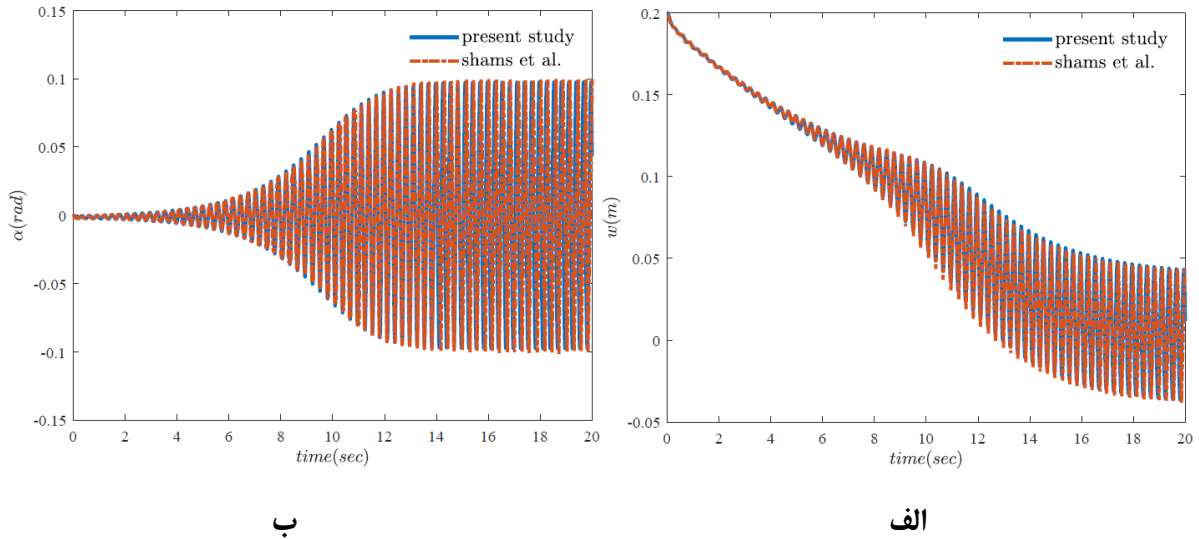 0.15
0.1
0.05
0
-0.05
-0.1
-0.15
α(rad)
present study
shams et al.
0 2 4 6 8 10 12 14 16 18 20
time(sec)
0.2
0.15
0.1
0.05
0
-0.05
w(m)
present study
shams et al.
0 2 4 6 8 10 12 14 16 18 20
time(sec)
الف
ب